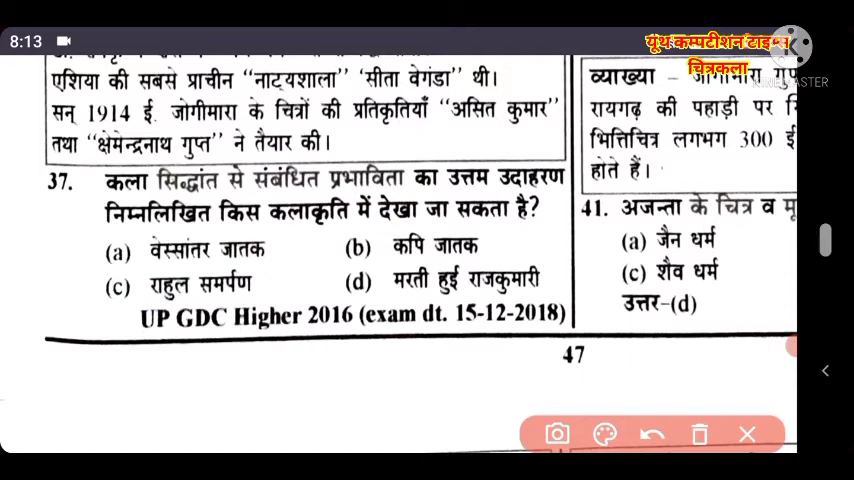 8:13
यूथ कम्पटीशन टाइम्स
चित्रकला
एशिया की सबसे प्राचीन “नाट्यशाला” ‘सीता वेगंडा’ थी।
सन् 1914 ई. जोगीमारा के चित्रों की प्रतिकृतियाँ “असित कुमार”
तथा “क्षेमेन्द्रनाथ गुप्त” ने तैयार की।
37. कला सिद्धांत से संबंधित प्रभाविता का उत्तम उदाहरण
निम्नलिखित किस कलाकृति में देखा जा सकता है?
(a) वेस्सांतर जातक (b) कपि जातक
(c) राहुल समर्पण (d) मरती हुई राजकुमारी
UP GDC Higher 2016 (exam dt. 15-12-2018)
व्याख्या – जोगीमारा
रायगढ़ की पहाड़ी पर
भित्तिचित्र लगभग 300 ई
होते हैं।
41. अजन्ता के चित्र व
(a) जैन धर्म
(c) शैव धर्म
उत्तर–(d)
47